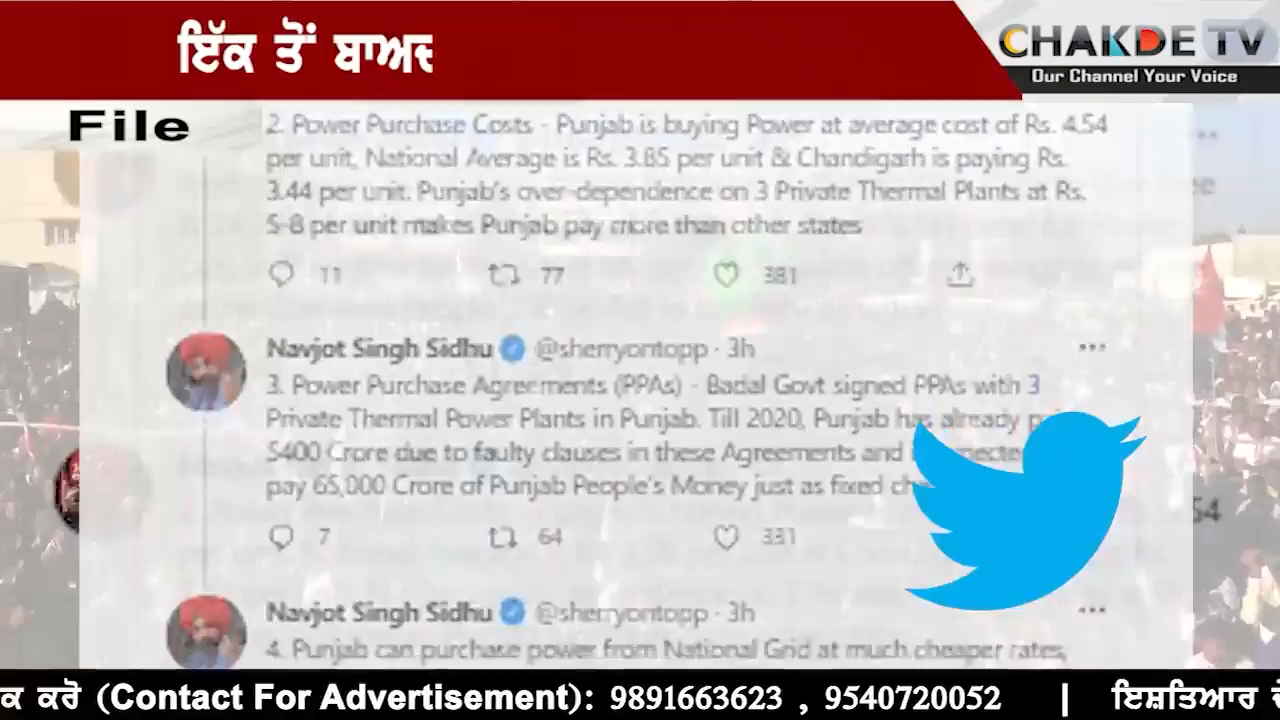 ਇੱਕ ਤੋਂ ਬਾਅਦ
CHAKDE TV
Our Channel Your Voice
File
2. Power Purchase Costs - Punjab is buying Power at average cost of Rs. 4.54
per unit, National Average is Rs. 3.85 per unit & Chandigarh is paying Rs.
3.44 per unit. Punjab's over-dependence on 3 Private Thermal Plants at Rs.
5-8 per unit makes Punjab pay more than other states
11 77 381
Navjot Singh Sidhu @sherryontopp · 3h
3. Power Purchase Agreements (PPAs) - Badal Govt signed PPAs with 3
Private Thermal Power Plants in Punjab. Till 2020, Punjab has already
5400 Crore due to faulty clauses in these Agreements and
pay 65,000 Crore of Punjab People's Money just as fixed
54
7 64 331
Navjot Singh Sidhu @sherryontopp · 3h
4. Punjab can purchase power from National Grid at much cheaper rates,
ਕ ਕਰੋ (Contact For Advertisement): 9891663623 , 9540720052 | ਇਸ਼ਤਿਆਰ ਦੇ